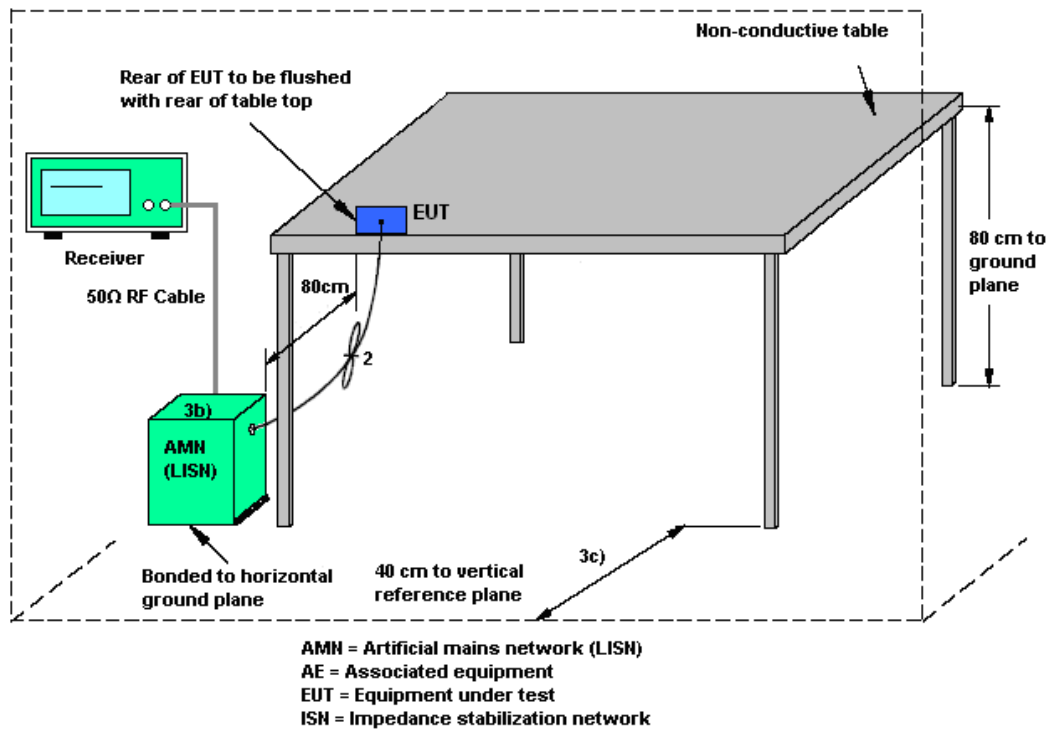 Non-conductive table
Rear of EUT to be flushed
with rear of table top
EUT
Receiver
80 cm to
ground
plane
80cm
50Ω RF Cable
2
3b)
AMN
(LISN)
3c)
Bonded to horizontal
ground plane
40 cm to vertical
reference plane
AMN = Artificial mains network (LISN)
AE = Associated equipment
EUT = Equipment under test
ISN = Impedance stabilization network